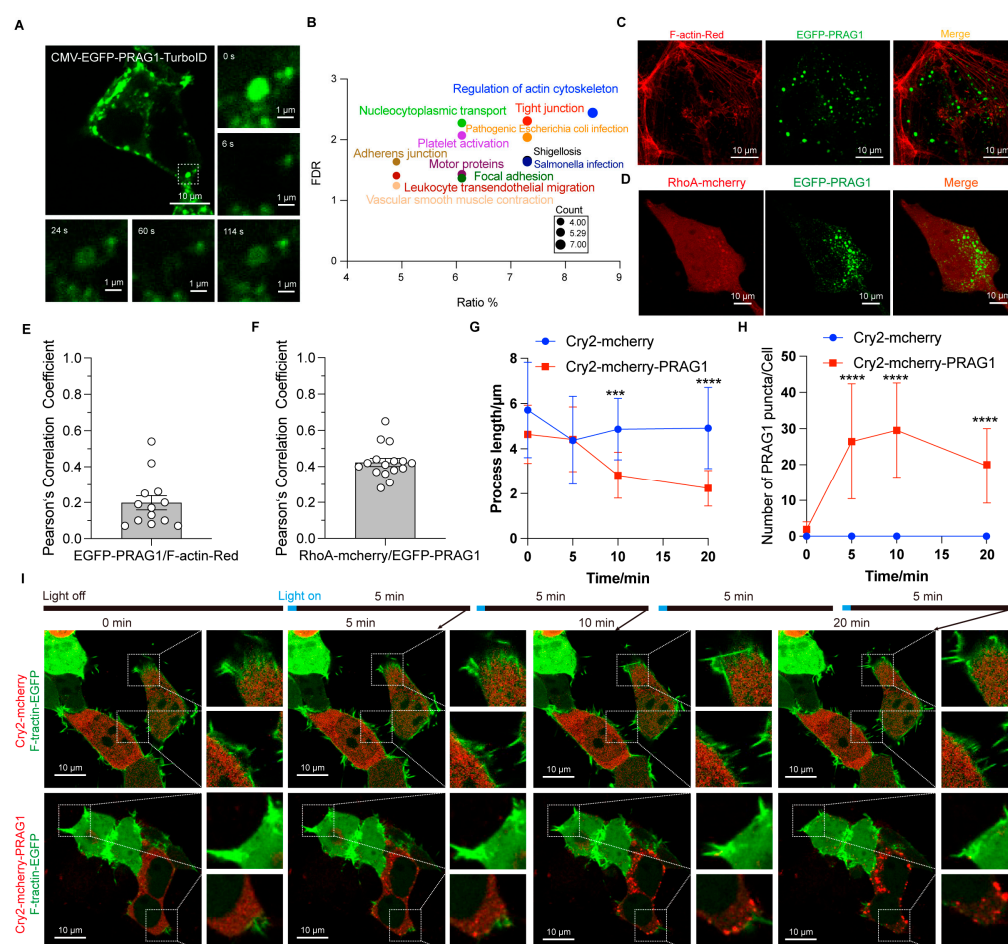 A
CMV-EGFP-PRAG1-TurboID
10 μm
0 s
1 μm
6 s
1 μm
24 s
1 μm
60 s
1 μm
114 s
1 μm
B
FDR
3
2
1
0
4
5
6
7
8
9
Ratio %
Regulation of actin cytoskeleton
Nucleocytoplasmic transport
Tight junction
Pathogenic Escherichia coli infection
Platelet activation
Adherens junction
Shigellosis
Motor proteins
Salmonella infection
Focal adhesion
Leukocyte transendothelial migration
Vascular smooth muscle contraction
Count
4.00
5.29
7.00
C
F-actin-Red
EGFP-PRAG1
Merge
10 μm
10 μm
10 μm
D
RhoA-mcherry
EGFP-PRAG1
Merge
10 μm
10 μm
10 μm
E
Pearson's Correlation Coefficient
1.0
0.8
0.6
0.4
0.2
0.0
EGFP-PRAG1/F-actin-Red
F
Pearson's Correlation Coefficient
1.0
0.8
0.6
0.4
0.2
0.0
RhoA-mcherry/EGFP-PRAG1
G
Cry2-mcherry
Cry2-mcherry-PRAG1
Process length/μm
8
6
4
2
0
***
****
0
5
10
15
20
Time/min
H
Cry2-mcherry
Cry2-mcherry-PRAG1
Number of PRAG1 puncta/Cell
50
40
30
20
10
0
****
****
****
0
5
10
15
20
Time/min
I
Light off
Light on
5 min
5 min
5 min
5 min
0 min
5 min
10 min
20 min
Cry2-mcherry
F-tractin-EGFP
10 μm
10 μm
10 μm
10 μm
Cry2-mcherry-PRAG1
F-tractin-EGFP
10 μm
10 μm
10 μm
10 μm